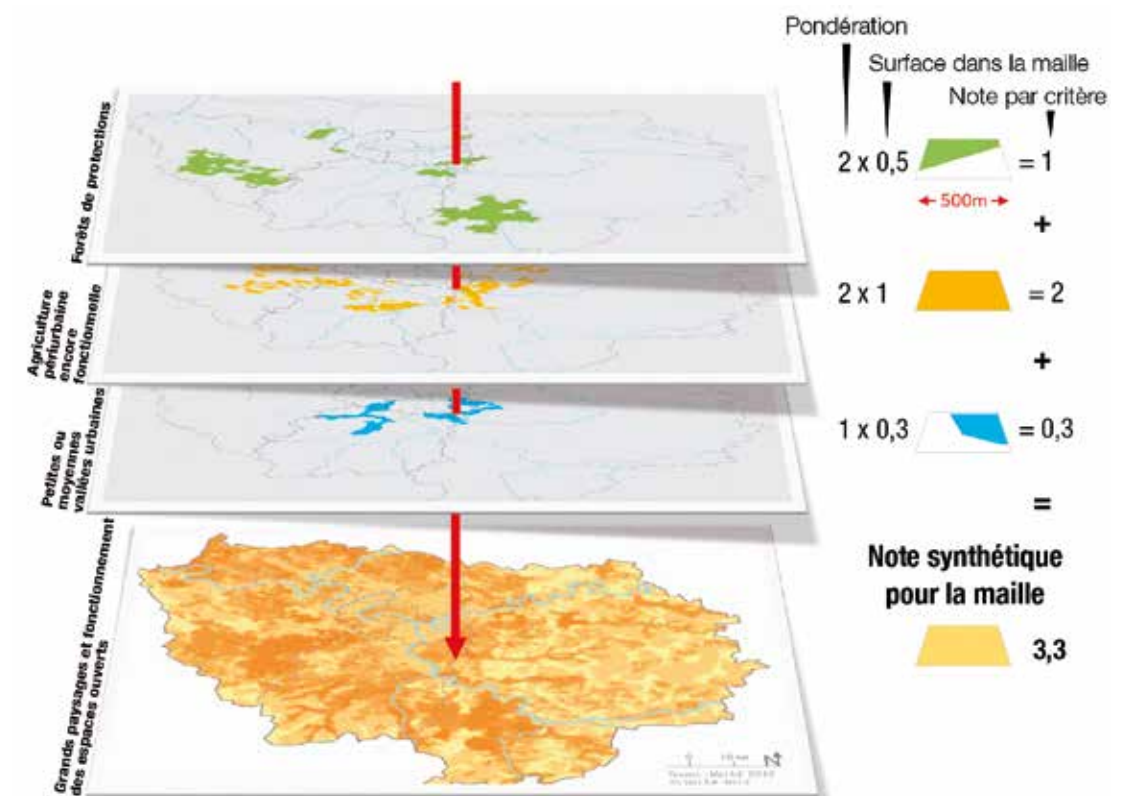 Pondération
Surface dans la maille
Note par critère
Forêts de protections
2 x 0,5
= 1
500m
+
Agriculture
périurbaine
encore
fonctionnelle
2 x 1
= 2
+
Petites ou
moyennes
vallées urbaines
1 x 0,3
= 0,3
=
Grands paysages et fonctionnement
des espaces ouverts
Note synthétique
pour la maille
3,3
N